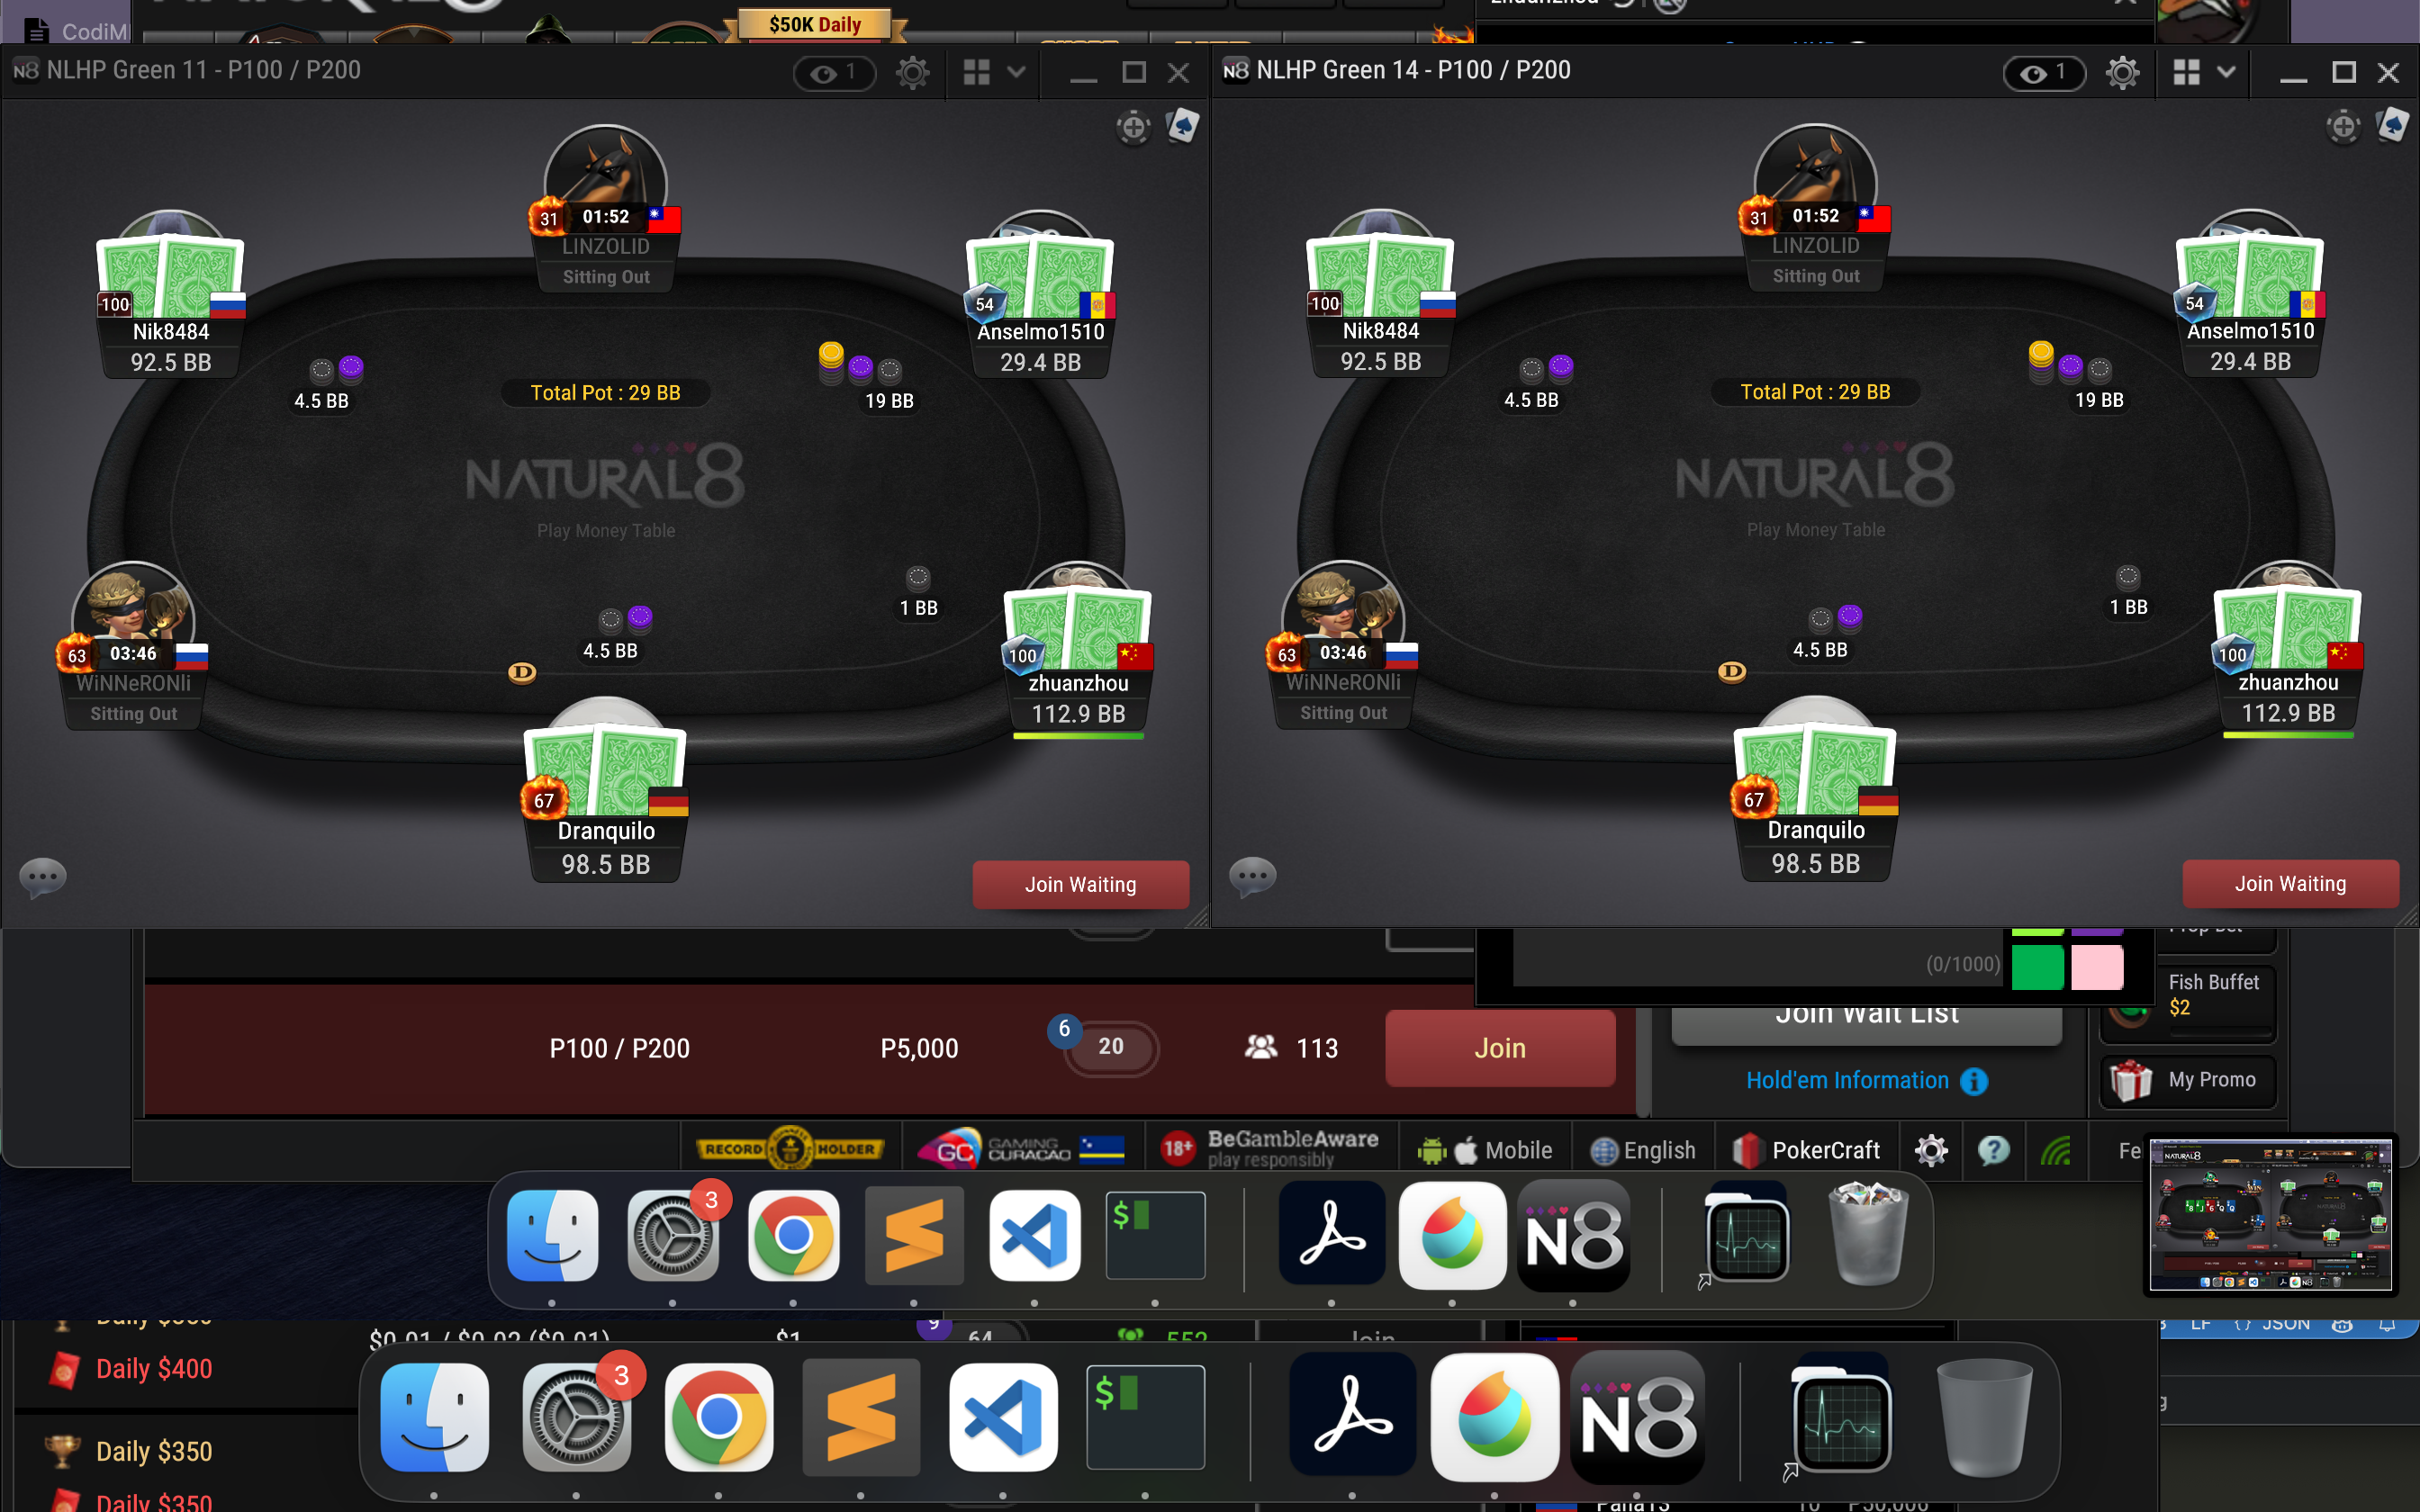 CodiM
$50K Daily
N8 NLHP Green 11 - P100 / P200
1
31 01:52
LINZOLID
Sitting Out
-100
Nik8484
92.5 BB
54
Anselmo1510
29.4 BB
4.5 BB
Total Pot : 29 BB
19 BB
NATURAL8
Play Money Table
1 BB
63 03:46
WiNNeRONli
Sitting Out
4.5 BB
D
100
zhuanzhou
112.9 BB
67
Dranquilo
98.5 BB
Join Waiting
N8 NLHP Green 14 - P100 / P200
1
31 01:52
LINZOLID
Sitting Out
-100
Nik8484
92.5 BB
54
Anselmo1510
29.4 BB
4.5 BB
Total Pot : 29 BB
19 BB
NATURAL8
Play Money Table
1 BB
63 03:46
WiNNeRONli
Sitting Out
4.5 BB
D
100
zhuanzhou
112.9 BB
67
Dranquilo
98.5 BB
Join Waiting
(0/1000)
Fish Buffet
$2
Join Wait List
P100 / P200 P5,000 6 20 113 Join
Hold'em Information
My Promo
RECORD HOLDER GC GAMING CURACAO 18+ BeGambleAware play responsibly Mobile English PokerCraft ? Fe
3 $ N8
NATURAL8
$0.01 / $0.02 ($0.01) $1 9 64 552 Join
LF {} JSON
Daily $400
3 $ N8
Daily $350
Daily $350